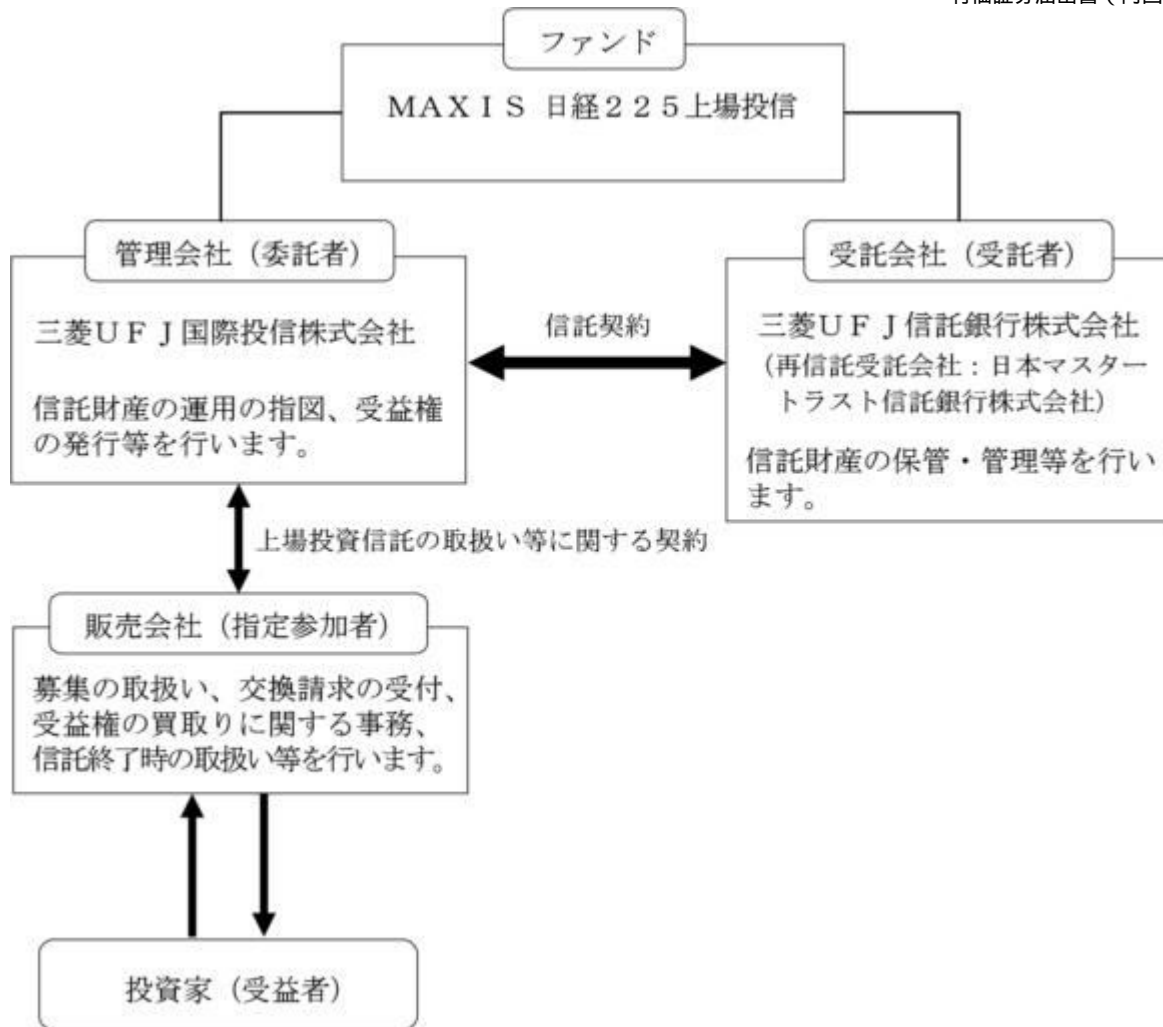 ファンド
MAXIS 日経225上場投信
管理会社（委託者）
三菱UFJ国際投信株式会社
信託財産の運用の指図、受益権
の発行等を行います。
信託契約
受託会社（受託者）
三菱UFJ信託銀行株式会社
（再信託受託会社：日本マスター
トラスト信託銀行株式会社）
信託財産の保管・管理等を行い
ます。
上場投資信託の取扱い等に関する契約
販売会社（指定参加者）
募集の取扱い、交換請求の受付、
受益権の買取りに関する事務、
信託終了時の取扱い等を行います。
投資家（受益者）